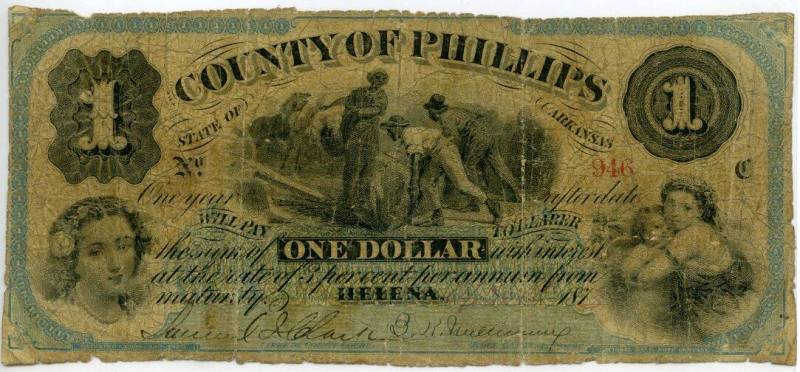 COUNTY OF PHILLIPS
1
1
STATE OF ARKANSAS
No. 946 C
One year after date
WILL PAY TO BEARER
the sum of ONE DOLLAR with interest
at the rate of 3 per cent per annum from
maturity. HELENA, 187